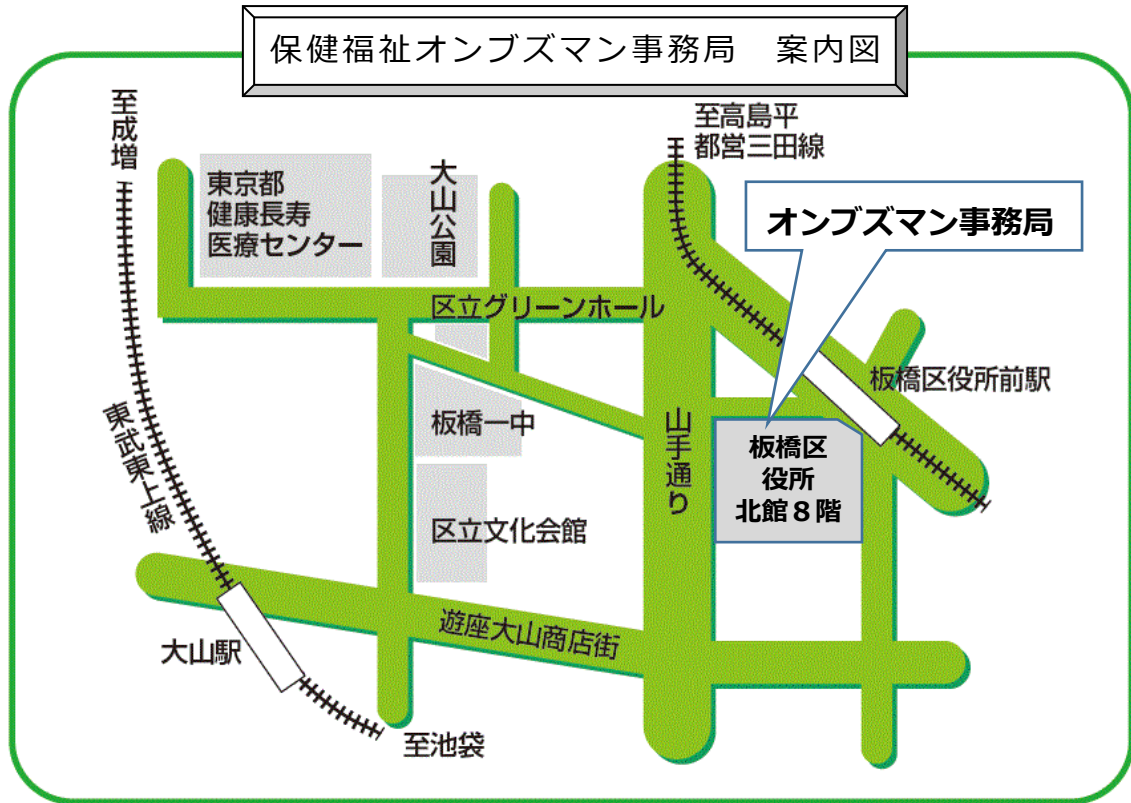 保健福祉オンブズマン事務局　案内図
至成増
至高島平
都営三田線
東京都
健康長寿
医療センター
大山公園
オンブズマン事務局
区立グリーンホール
板橋区役所前駅
東武東上線
板橋一中
山手通り
板橋区
役所
北館８階
区立文化会館
遊座大山商店街
大山駅
至池袋